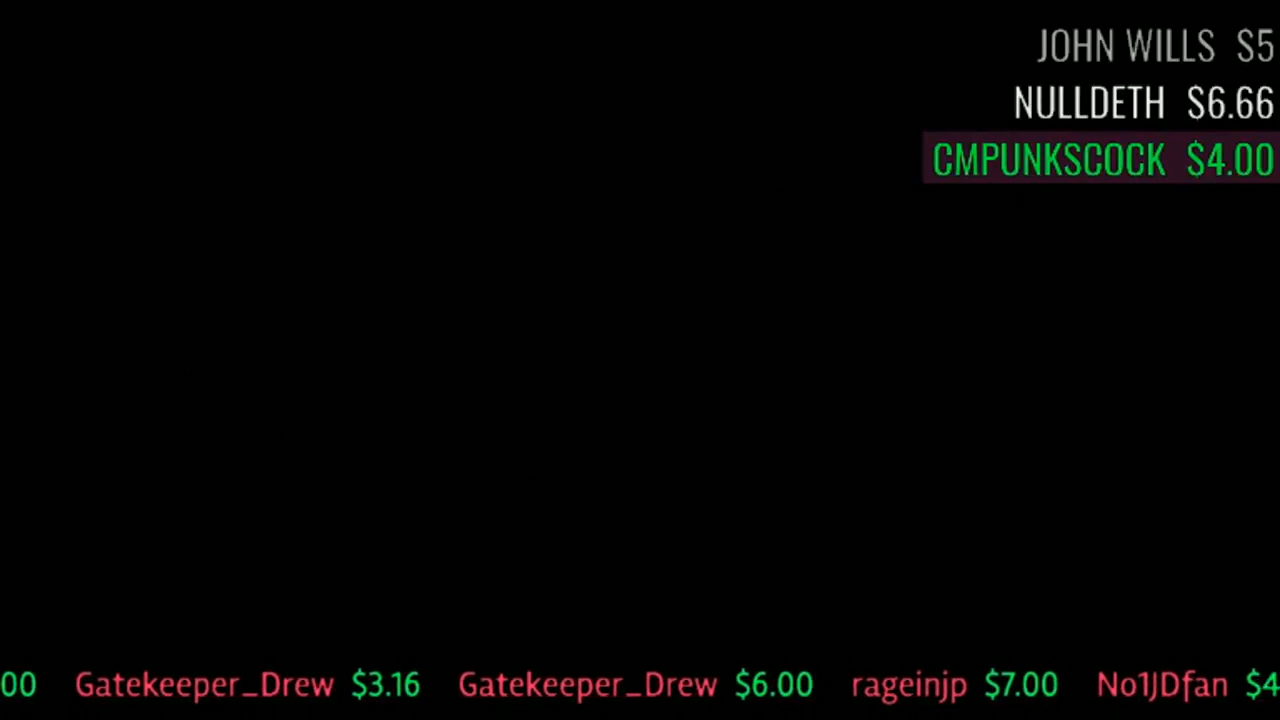 JOHN WILLS $5
NULLDETH $6.66
CMPUNKSCOCK $4.00
00 Gatekeeper_Drew $3.16 Gatekeeper_Drew $6.00 rageinjp $7.00 No1JDfan $4